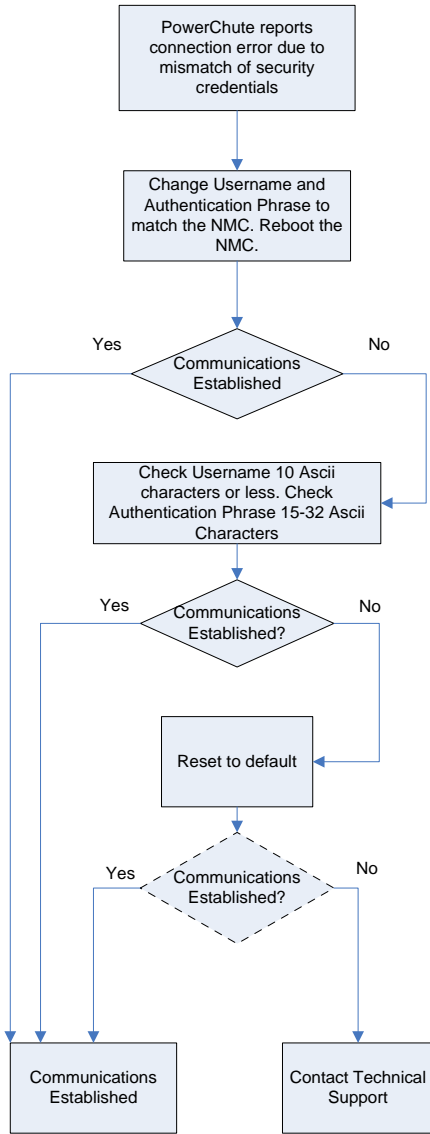 PowerChute reports
connection error due to
mismatch of security
credentials
Change Username and
Authentication Phrase to
match the NMC. Reboot the
NMC.
Yes
No
Communications
Established
Check Username 10 Ascii
characters or less. Check
Authentication Phrase 15-32 Ascii
Characters
Yes
No
Communications
Established?
Reset to default
Yes
No
Communications
Established?
Communications
Established
Contact Technical
Support